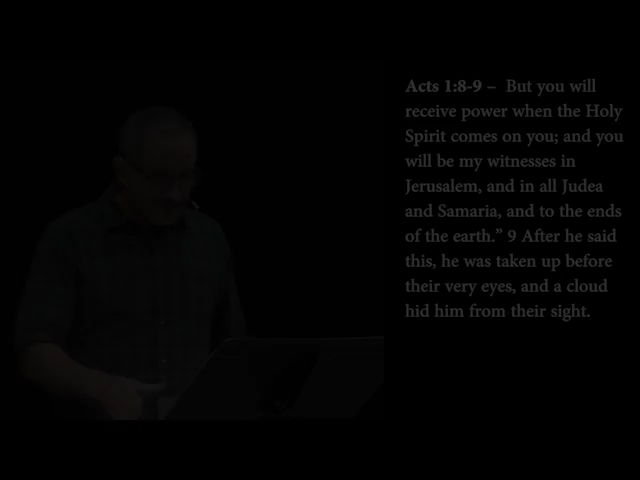 Acts 1:8-9 – But you will
receive power when the Holy
Spirit comes on you; and you
will be my witnesses in
Jerusalem, and in all Judea
and Samaria, and to the ends
of the earth.” 9 After he said
this, he was taken up before
their very eyes, and a cloud
hid him from their sight.